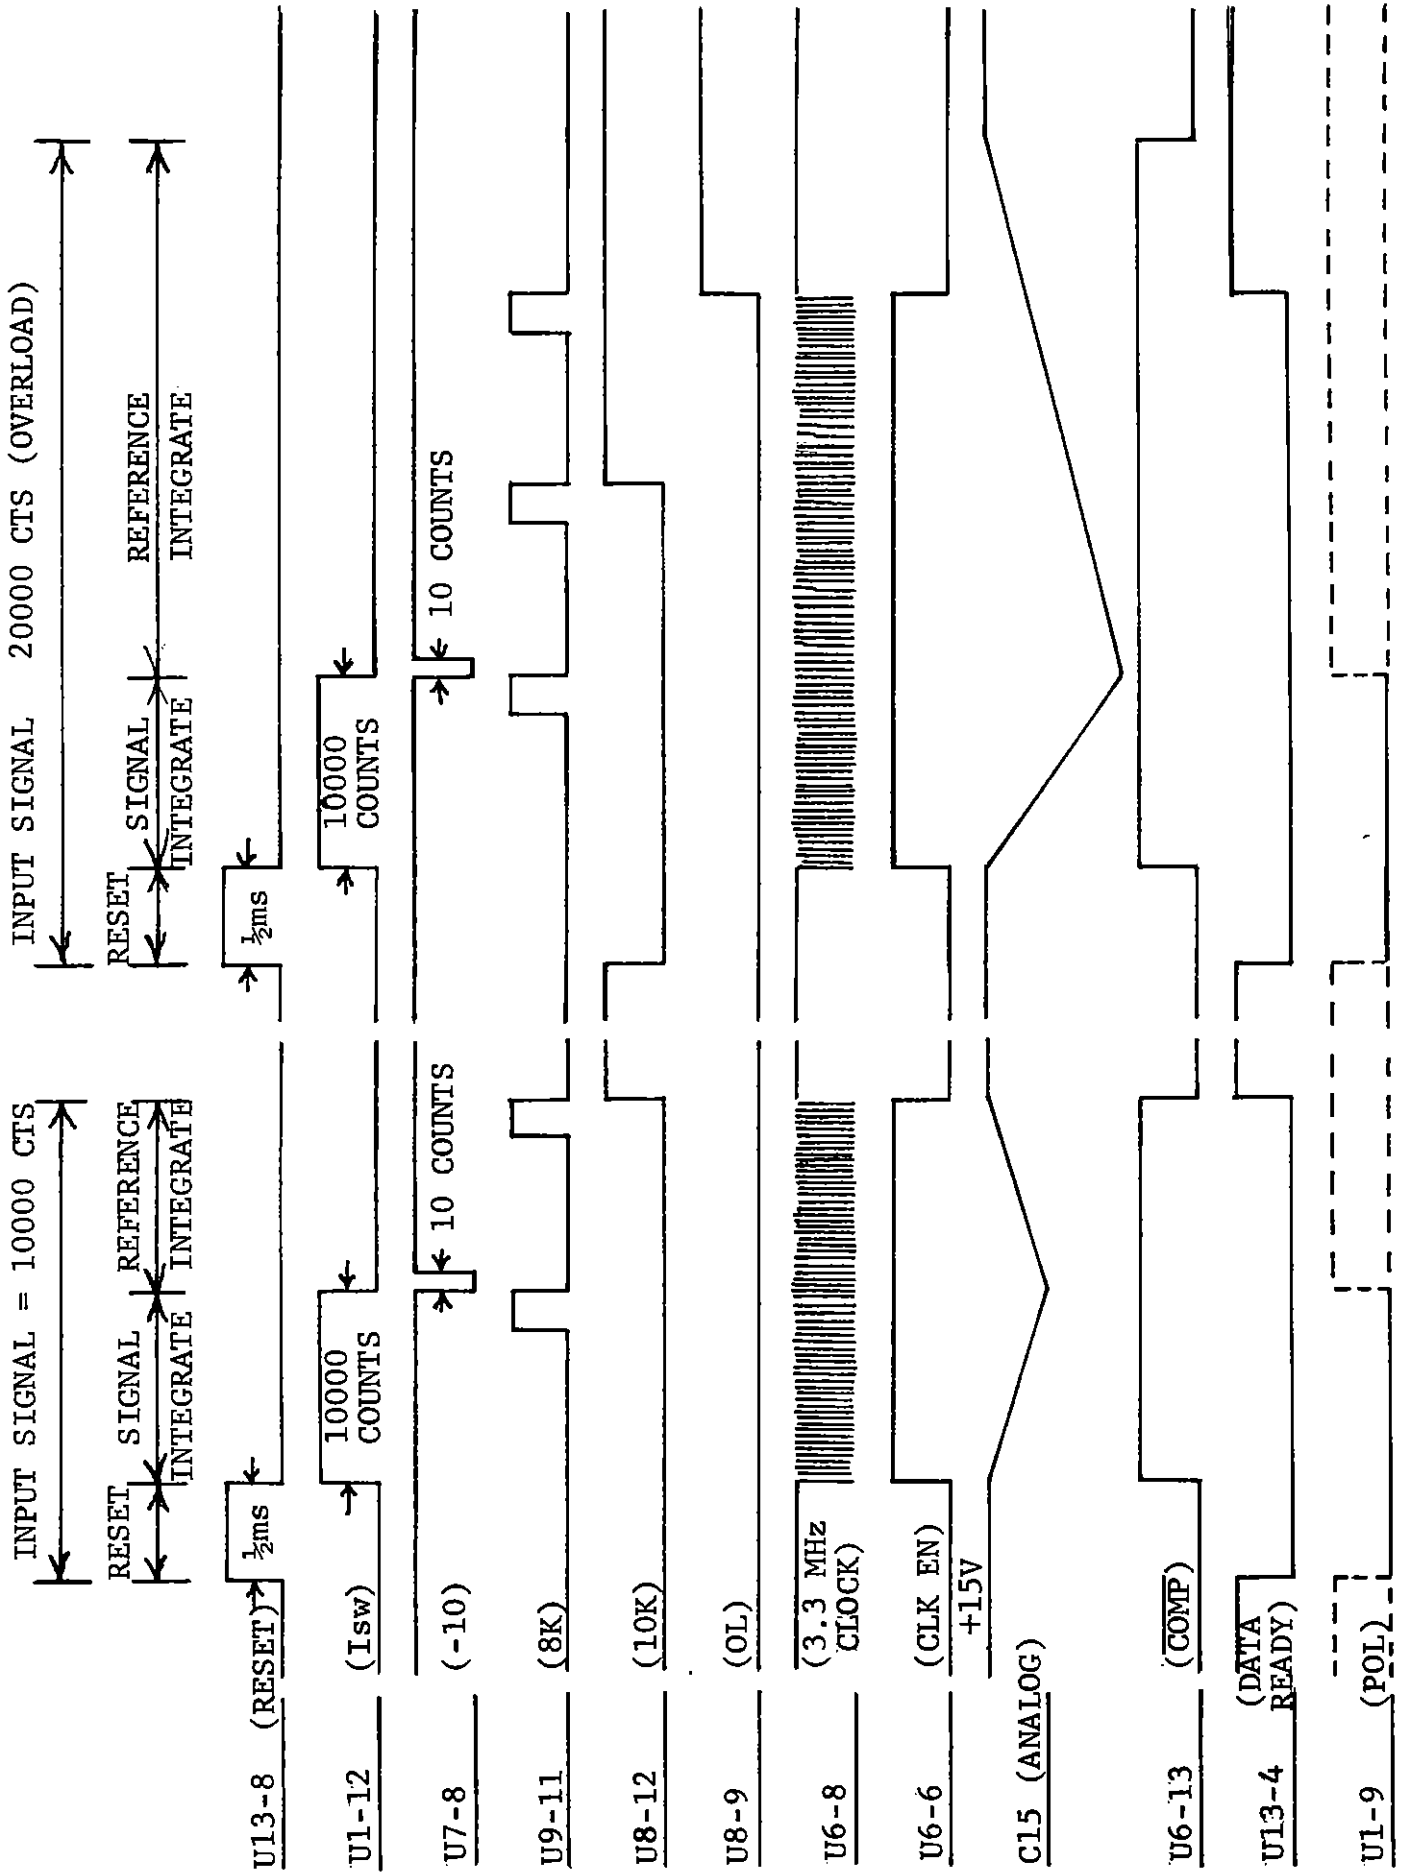 INPUT SIGNAL = 10000 CTS
INPUT SIGNAL 20000 CTS (OVERLOAD)
RESET
SIGNAL
INTEGRATE
REFERENCE
INTEGRATE
RESET
SIGNAL
INTEGRATE
REFERENCE
INTEGRATE
U13-8 (RESET)
½ms
½ms
U1-12 (Isw)
10000
COUNTS
10000
COUNTS
U7-8 (-10)
10 COUNTS
10 COUNTS
U9-11 (8K)
U8-12 (10K)
U8-9 (OL)
U6-8 (3.3 MHz
CLOCK)
U6-6 (CLK EN)
+15V
C15 (ANALOG)
U6-13 (COMP)
U13-4 (DATA
READY)
U1-9 (POL)